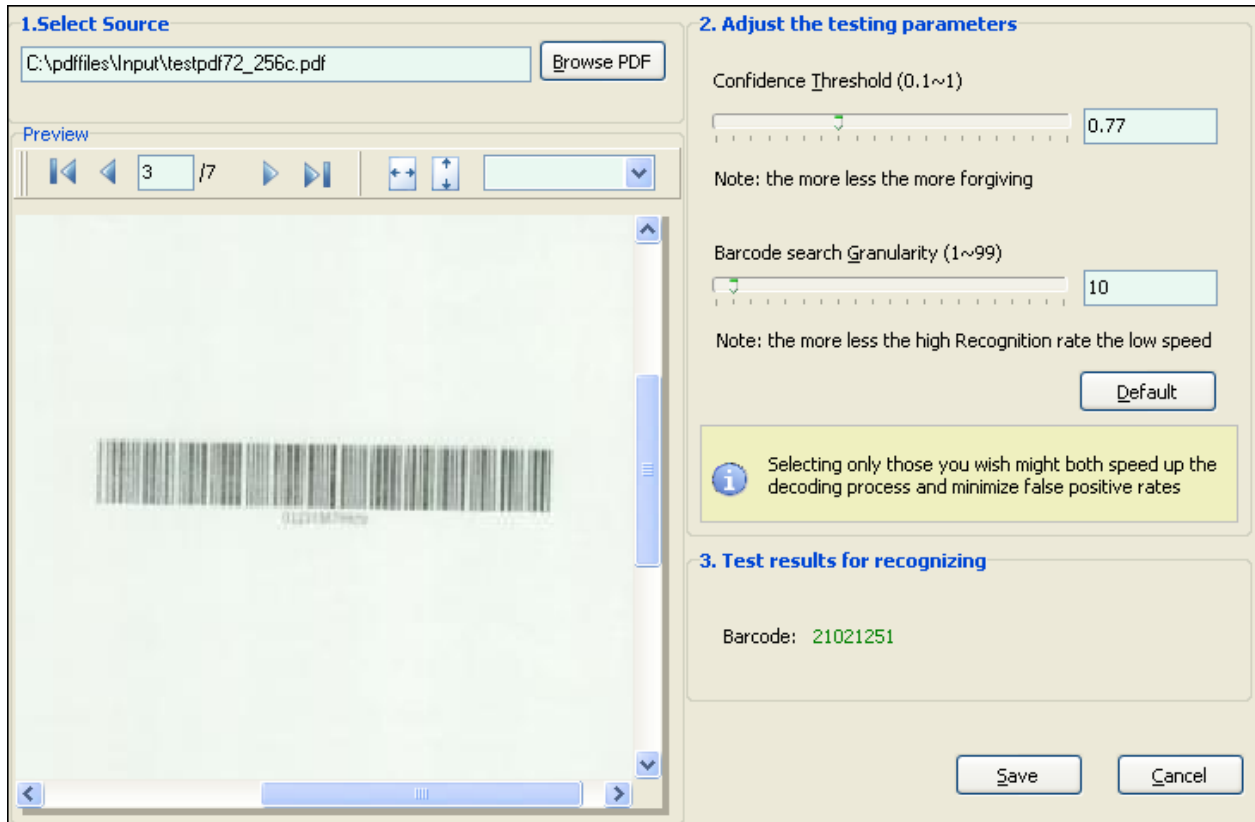 1.Select Source
C:\pdffiles\Input\testpdf72_256c.pdf
Browse PDF
Preview
3 /7
2. Adjust the testing parameters
Confidence Threshold (0.1~1)
0.77
Note: the more less the more forgiving
Barcode search Granularity (1~99)
10
Note: the more less the high Recognition rate the low speed
Default
Selecting only those you wish might both speed up the
decoding process and minimize false positive rates
3. Test results for recognizing
Barcode: 21021251
Save Cancel